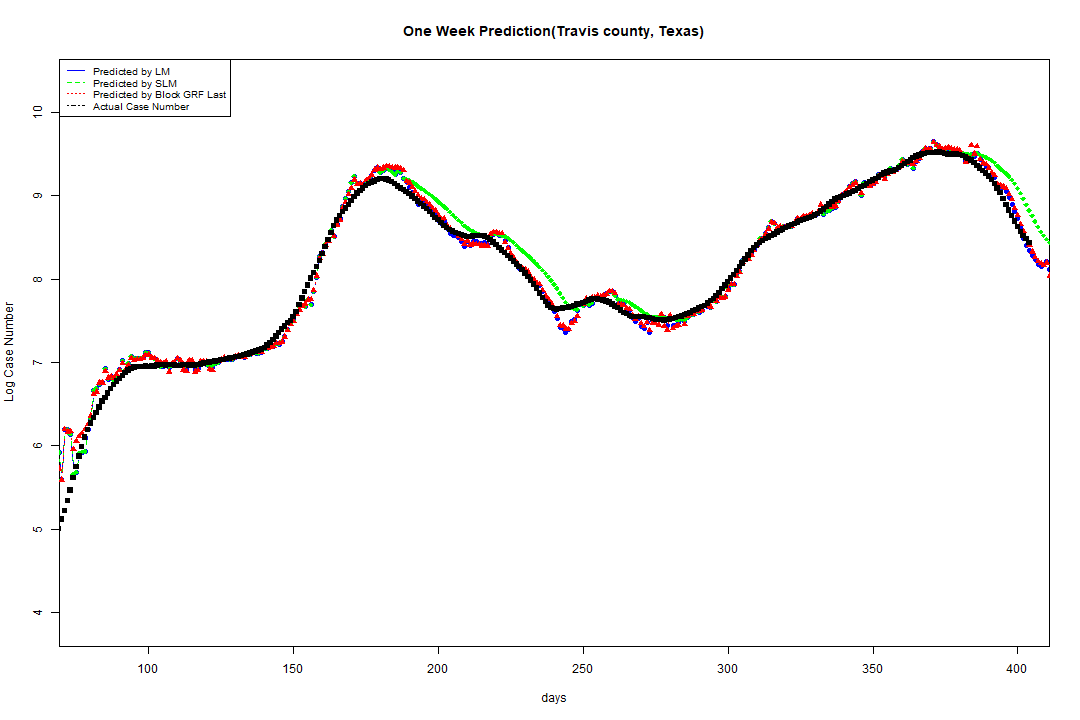 One Week Prediction(Travis county, Texas)
Predicted by LM
Predicted by SLM
Predicted by Block GRF Last
Actual Case Number
Log Case Number
10
9
8
7
6
5
4
100 150 200 250 300 350 400
days